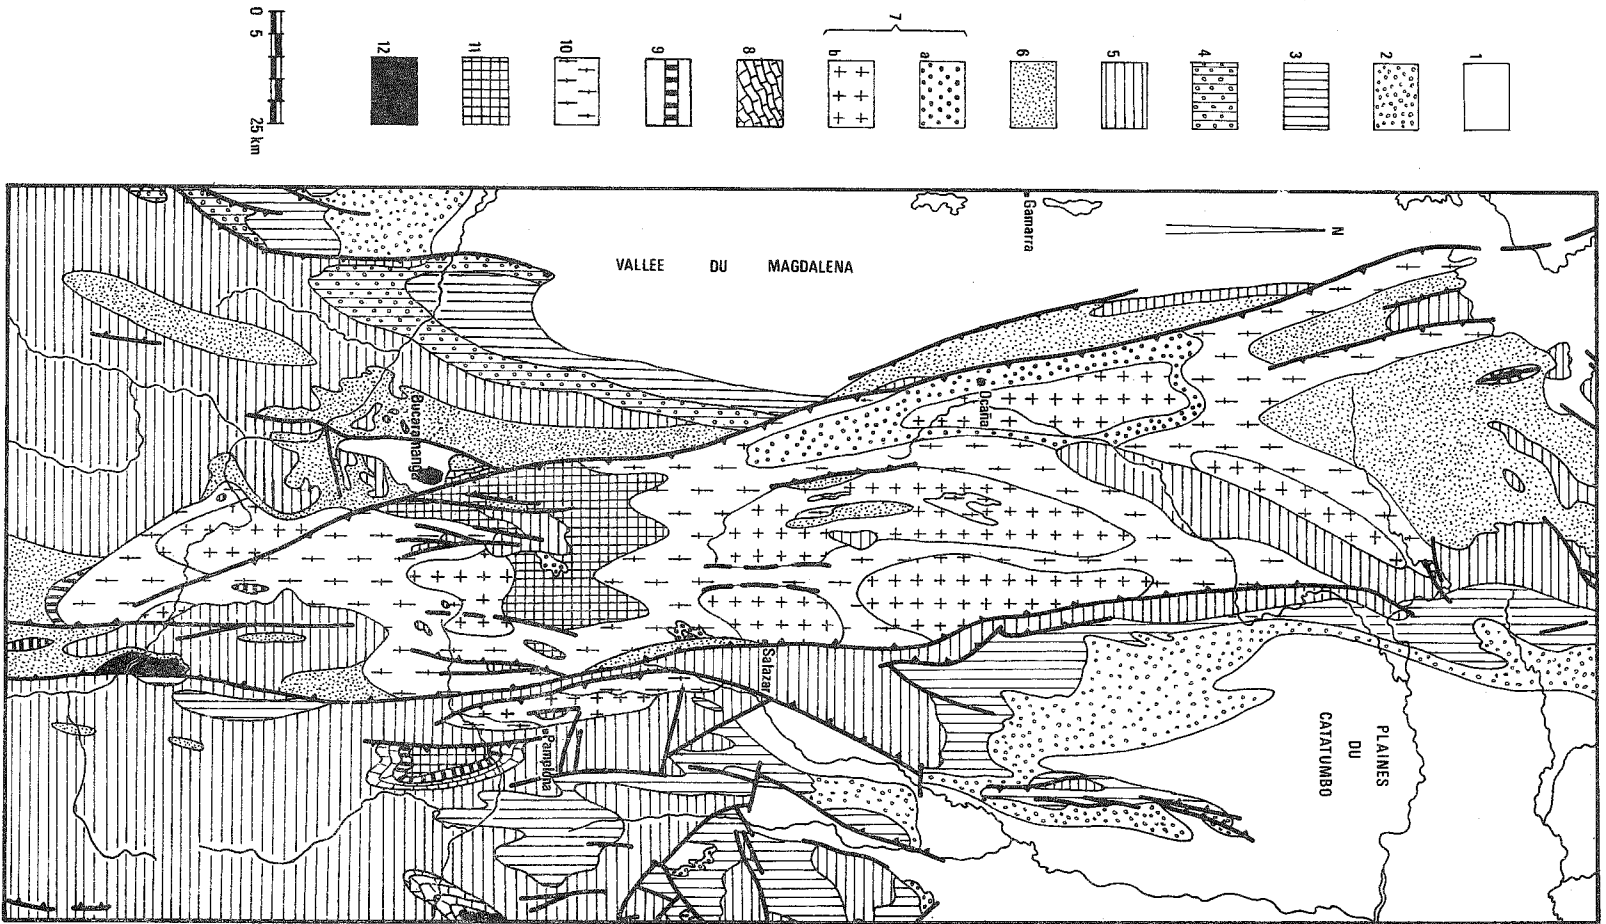 0 5 25 km
12
11
10
9
8
7
b
a
6
5
4
3
2
1
N
Gamarra
VALLEE DU MAGDALENA
Ocaña
Bucaramanga
Salazar
Pamplona
PLAINES
DU
CATATUMBO